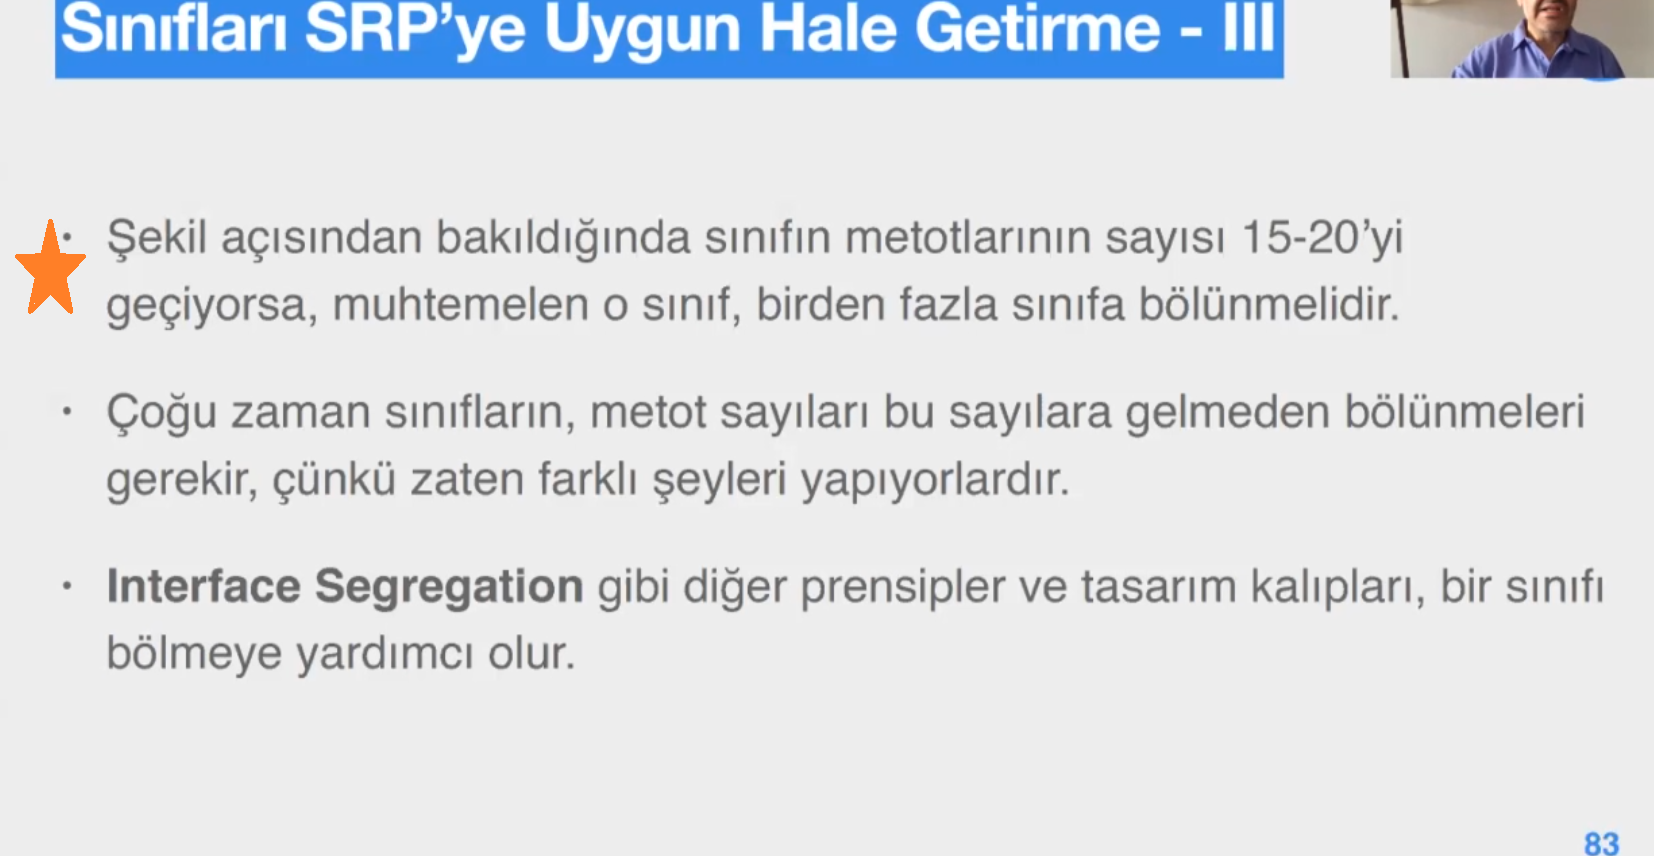 Sınıfları SRP’ye Uygun Hale Getirme - III
• Şekil açısından bakıldığında sınıfın metotlarının sayısı 15-20’yi
geçiyorsa, muhtemelen o sınıf, birden fazla sınıfa bölünmelidir.
• Çoğu zaman sınıfların, metot sayıları bu sayılara gelmeden bölünmeleri
gerekir, çünkü zaten farklı şeyleri yapıyorlardır.
• Interface Segregation gibi diğer prensipler ve tasarım kalıpları, bir sınıfı
bölmeye yardımcı olur.
83